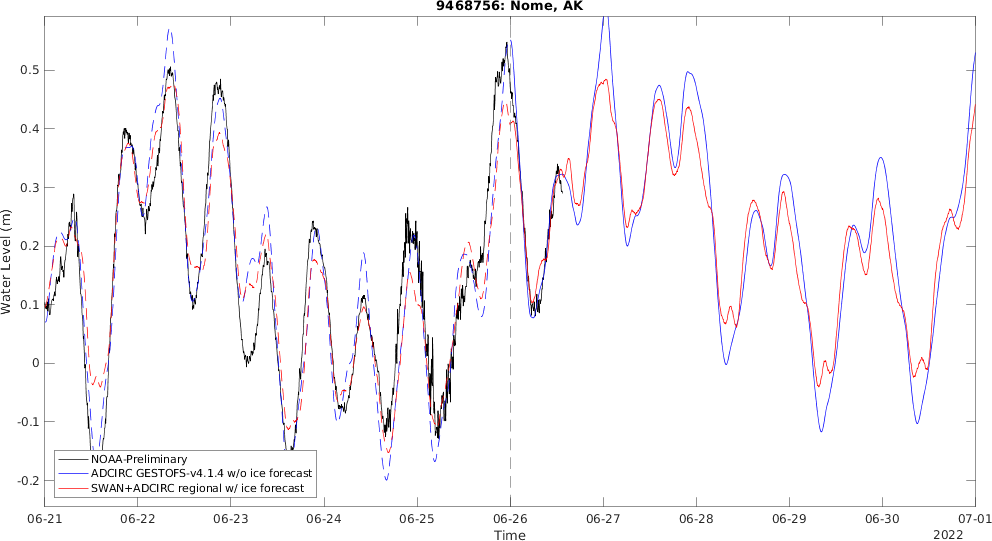 9468756: Nome, AK
Water Level (m)
0.5
0.4
0.3
0.2
0.1
0
-0.1
-0.2
NOAA-Preliminary
ADCIRC GESTOFS-v4.1.4 w/o ice forecast
SWAN+ADCIRC regional w/ ice forecast
06-21 06-22 06-23 06-24 06-25 06-26 06-27 06-28 06-29 06-30 07-01
Time
2022